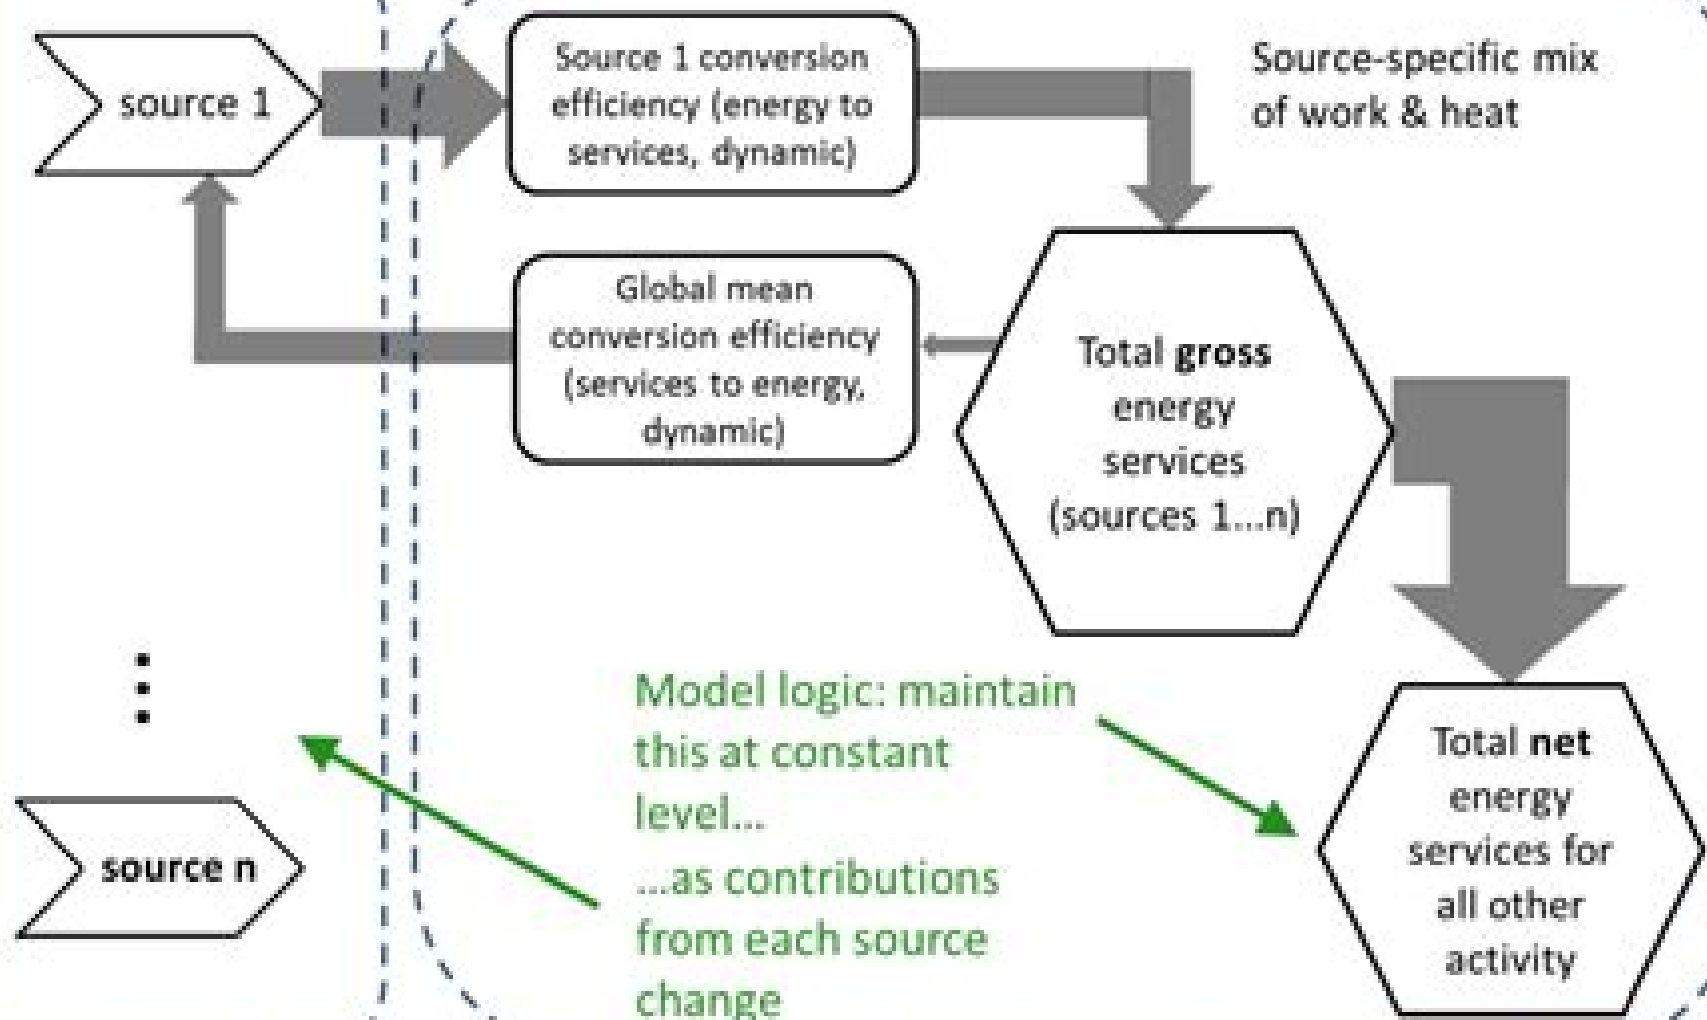 source 1
Source 1 conversion
efficiency (energy to
services, dynamic)
Source-specific mix
of work & heat
Global mean
conversion efficiency
(services to energy,
dynamic)
Total gross
energy
services
(sources 1...n)
Model logic: maintain
this at constant
level...
...as contributions
from each source
change
source n
Total net
energy
services for
all other
activity